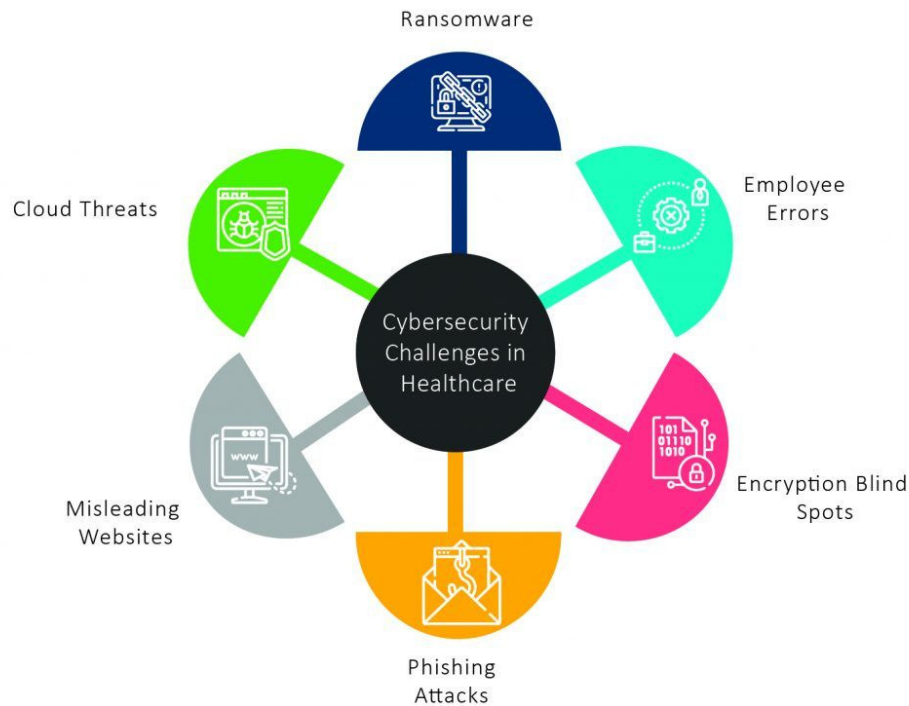 Ransomware
Employee
Errors
Cloud Threats
Cybersecurity
Challenges in
Healthcare
101
01110
1010
www
Encryption Blind
Spots
Misleading
Websites
Phishing
Attacks